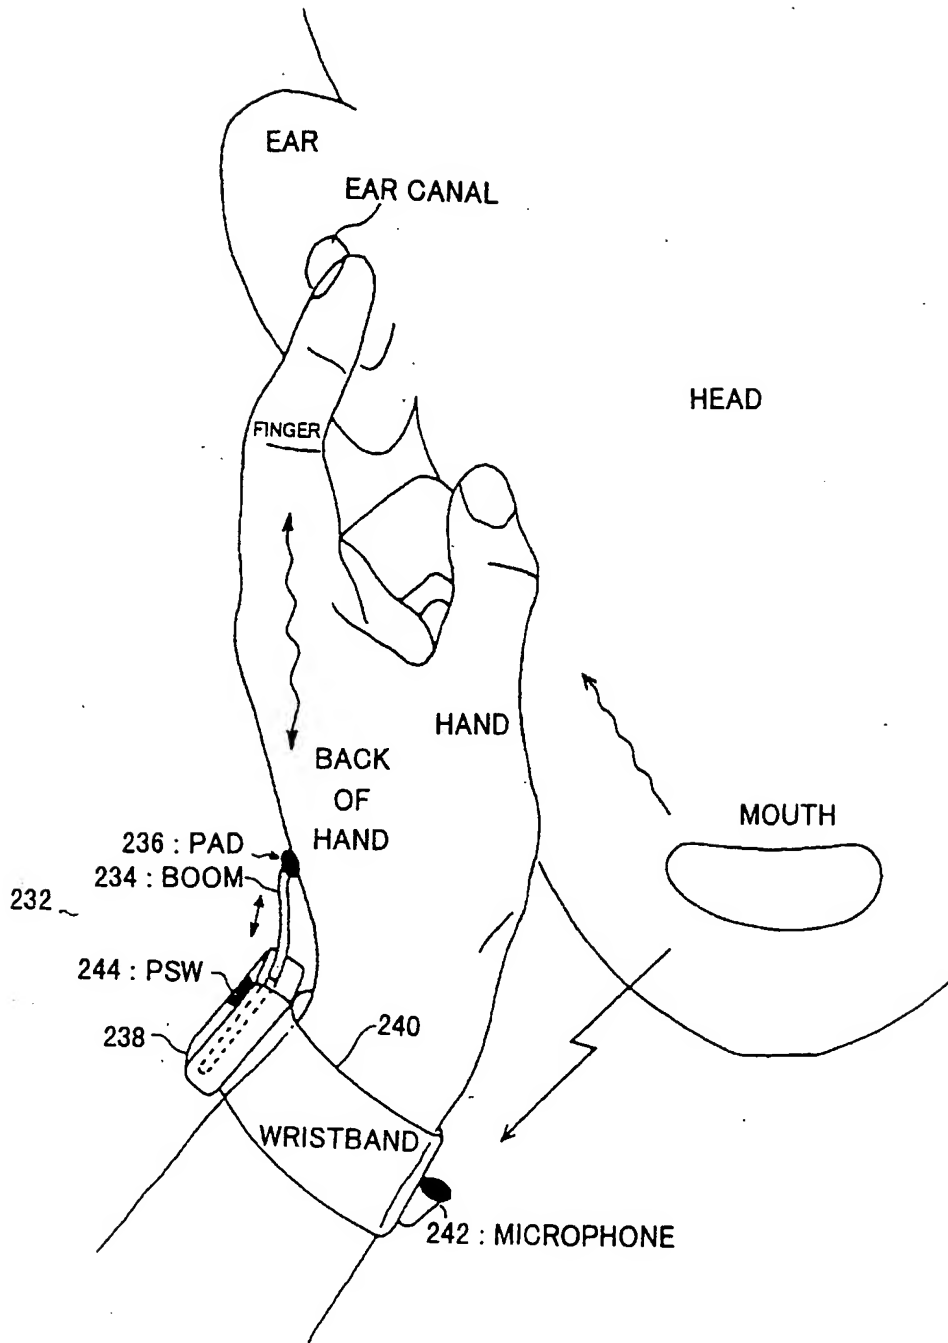 EAR
EAR CANAL
HEAD
FINGER
HAND
BACK
OF
HAND
MOUTH
236 : PAD
234 : BOOM
232
244 : PSW
238
240
WRISTBAND
242 : MICROPHONE